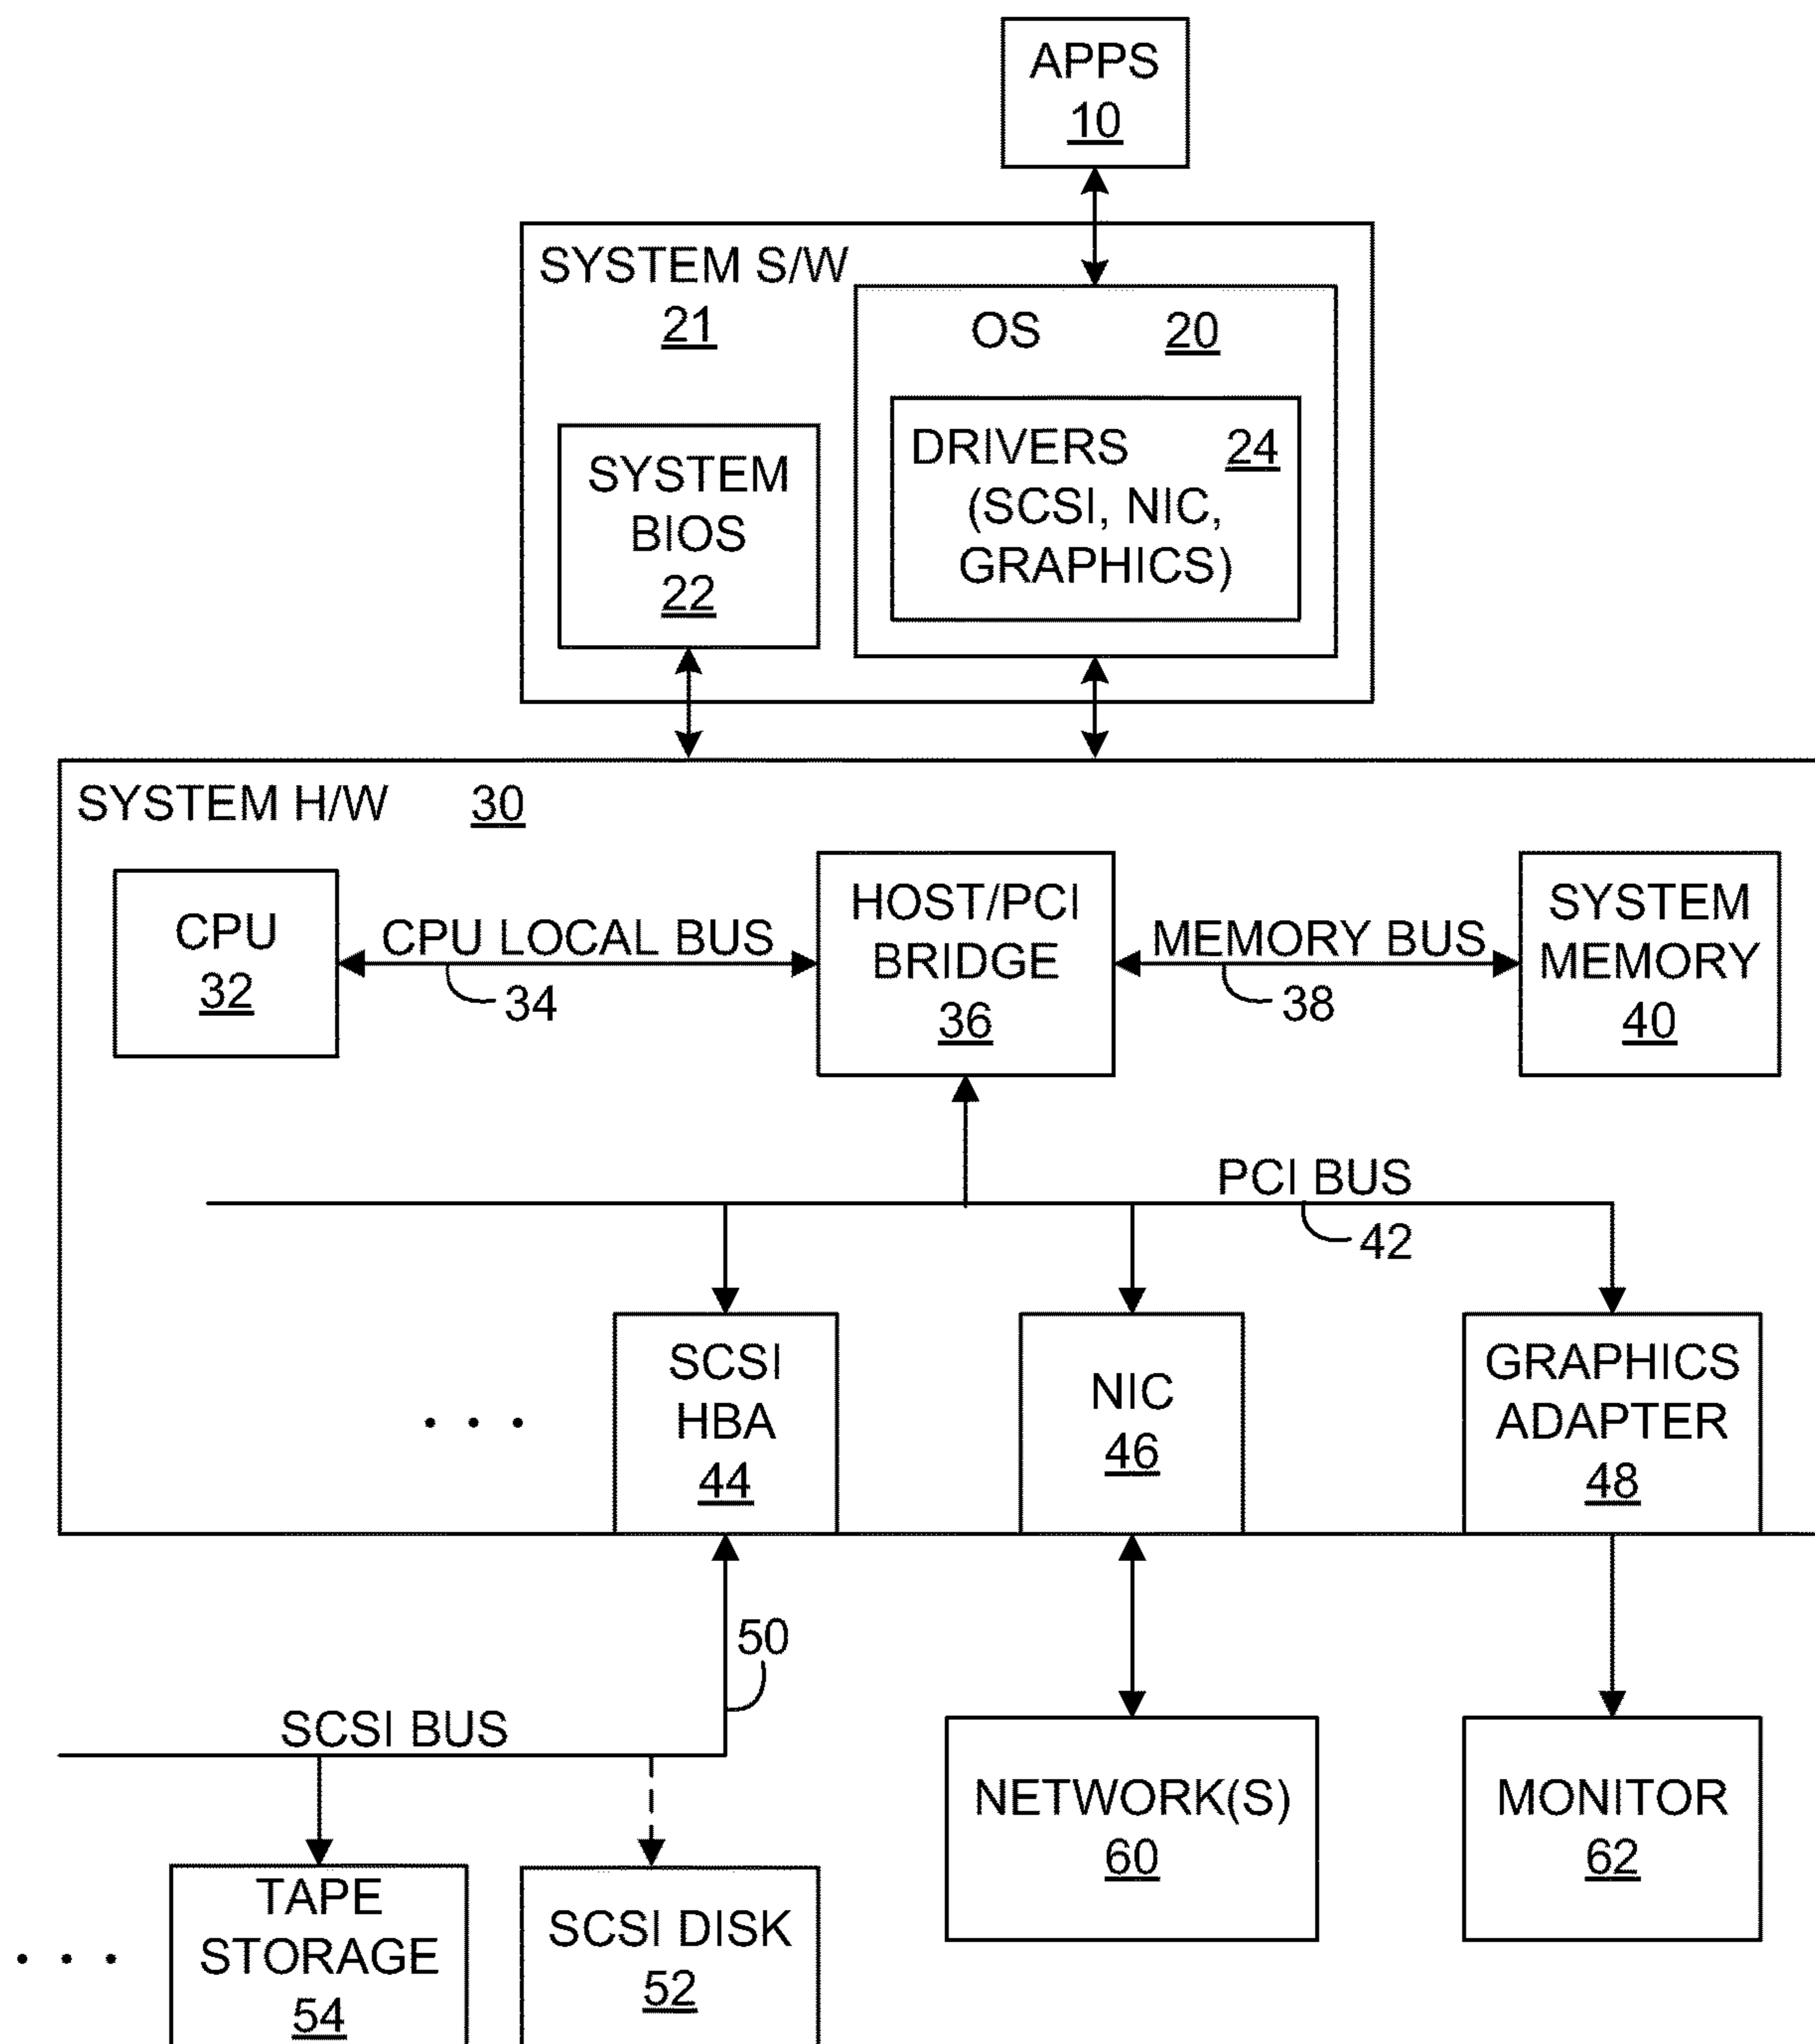 APPS
10
SYSTEM S/W
21
OS 20
DRIVERS 24
(SCSI, NIC,
GRAPHICS)
SYSTEM
BIOS
22
SYSTEM H/W 30
CPU
32
CPU LOCAL BUS
34
HOST/PCI
BRIDGE
36
MEMORY BUS
38
SYSTEM
MEMORY
40
PCI BUS
42
. . .
SCSI
HBA
44
NIC
46
GRAPHICS
ADAPTER
48
50
SCSI BUS
. . .
TAPE
STORAGE
54
SCSI DISK
52
NETWORK(S)
60
MONITOR
62